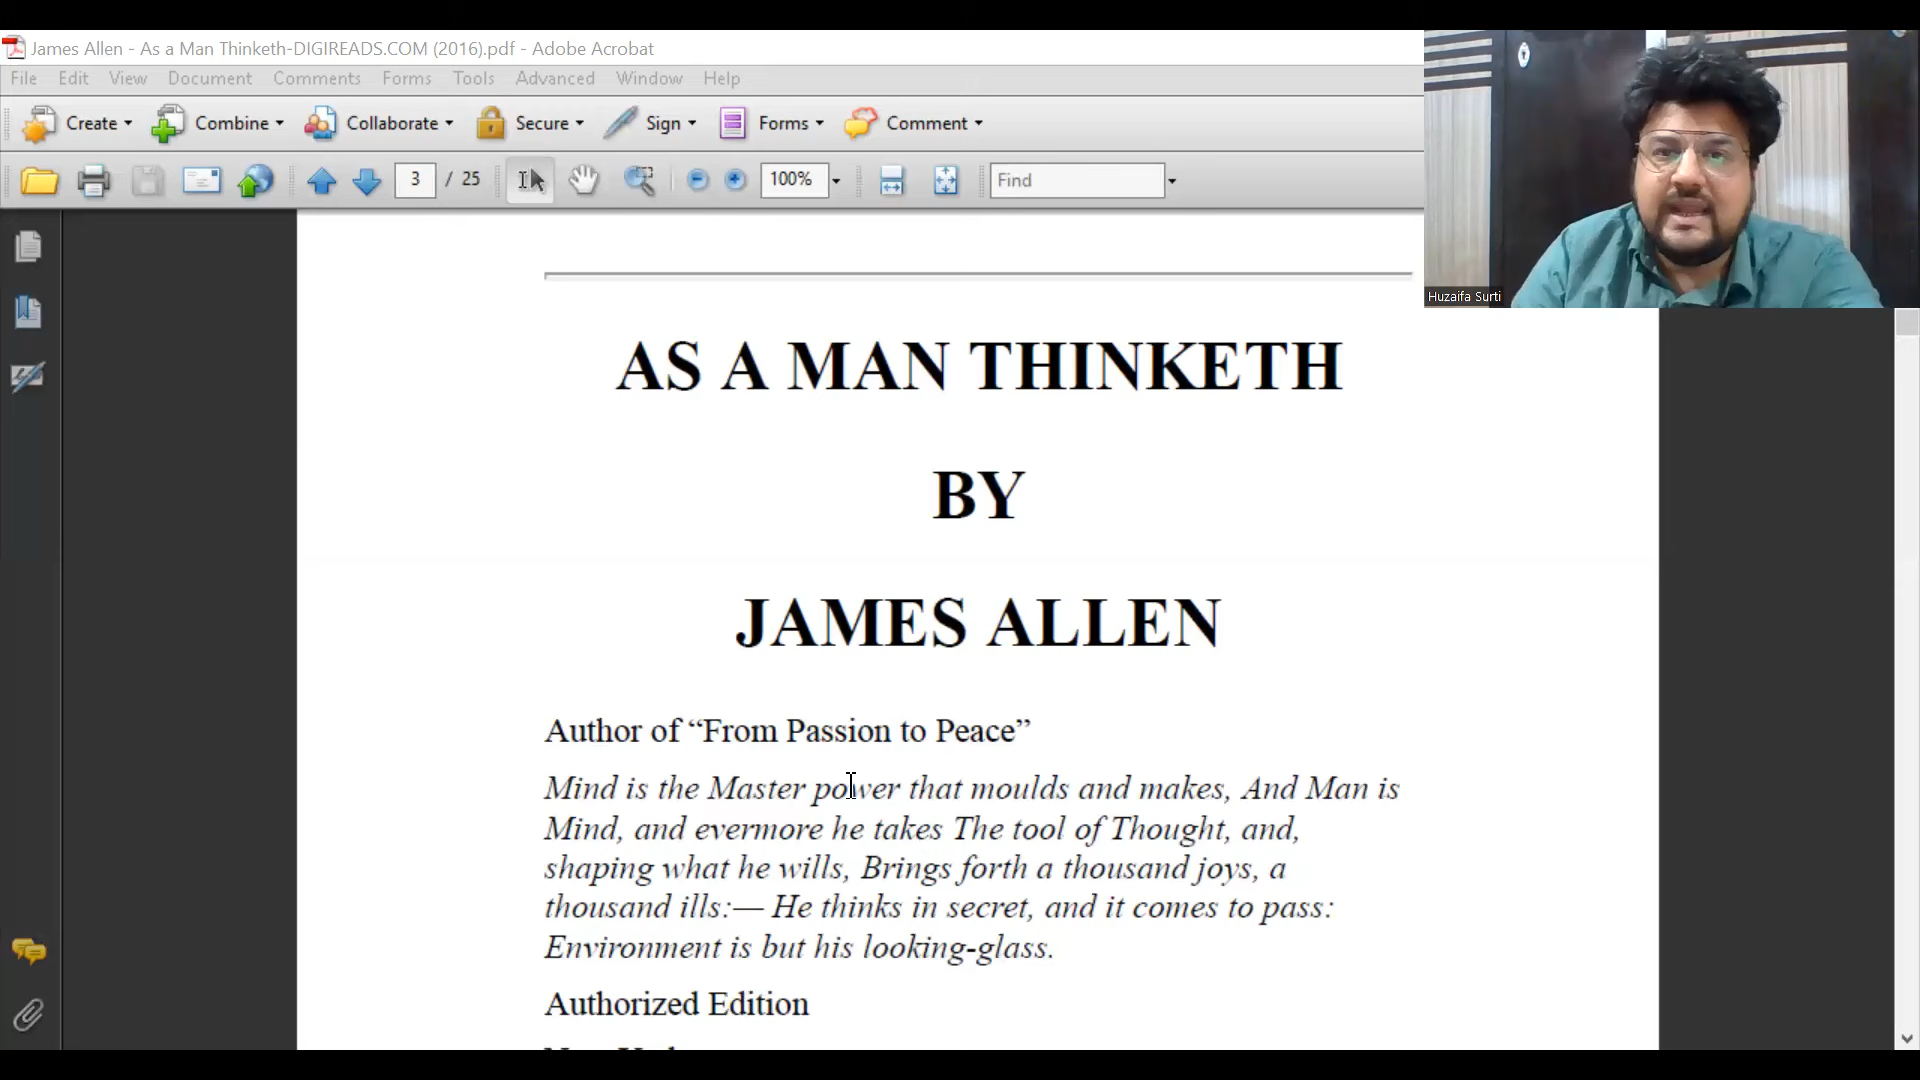 James Allen - As a Man Thinketh-DIGIREADS.COM (2016).pdf - Adobe Acrobat
File Edit View Document Comments Forms Tools Advanced Window Help
Create Combine Collaborate Secure Sign Forms Comment
3 / 25 100% Find
Huzaifa Surti
AS A MAN THINKETH
BY
JAMES ALLEN
Author of “From Passion to Peace”
Mind is the Master power that moulds and makes, And Man is
Mind, and evermore he takes The tool of Thought, and,
shaping what he wills, Brings forth a thousand joys, a
thousand ills:— He thinks in secret, and it comes to pass:
Environment is but his looking-glass.
Authorized Edition